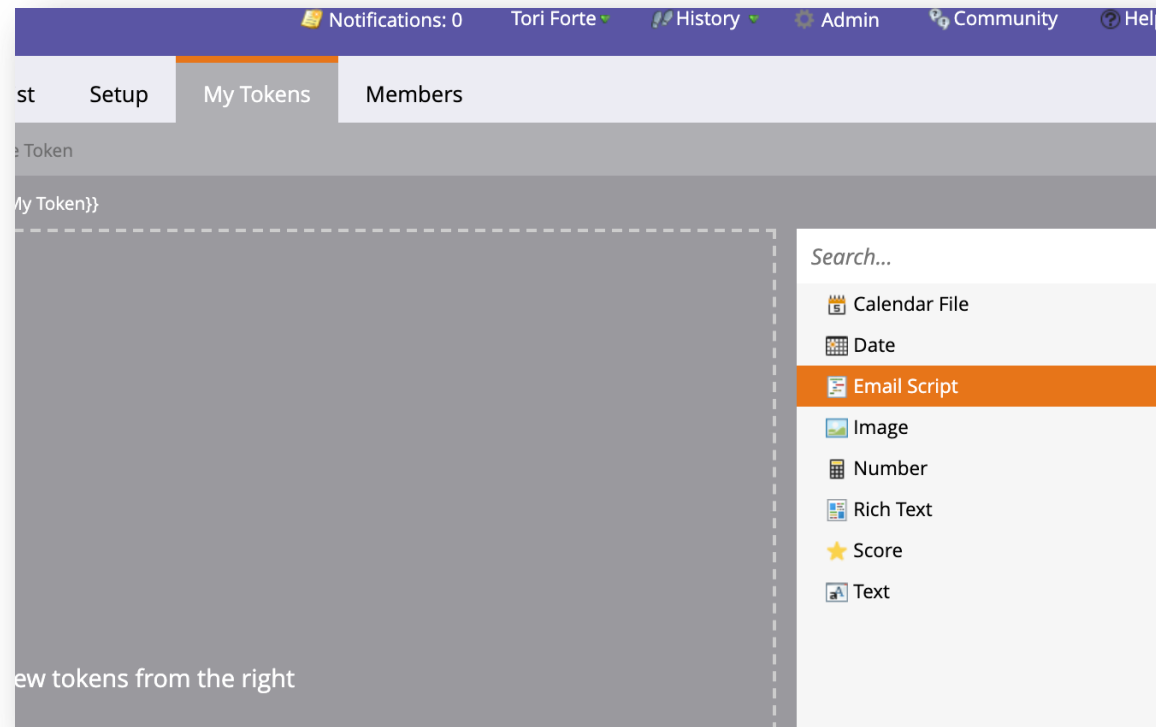 Notifications: 0 Tori Forte History Admin Community Help
st Setup My Tokens Members
e Token
My Token}}
Search...
Calendar File
Date
Email Script
Image
Number
Rich Text
Score
Text
ew tokens from the right